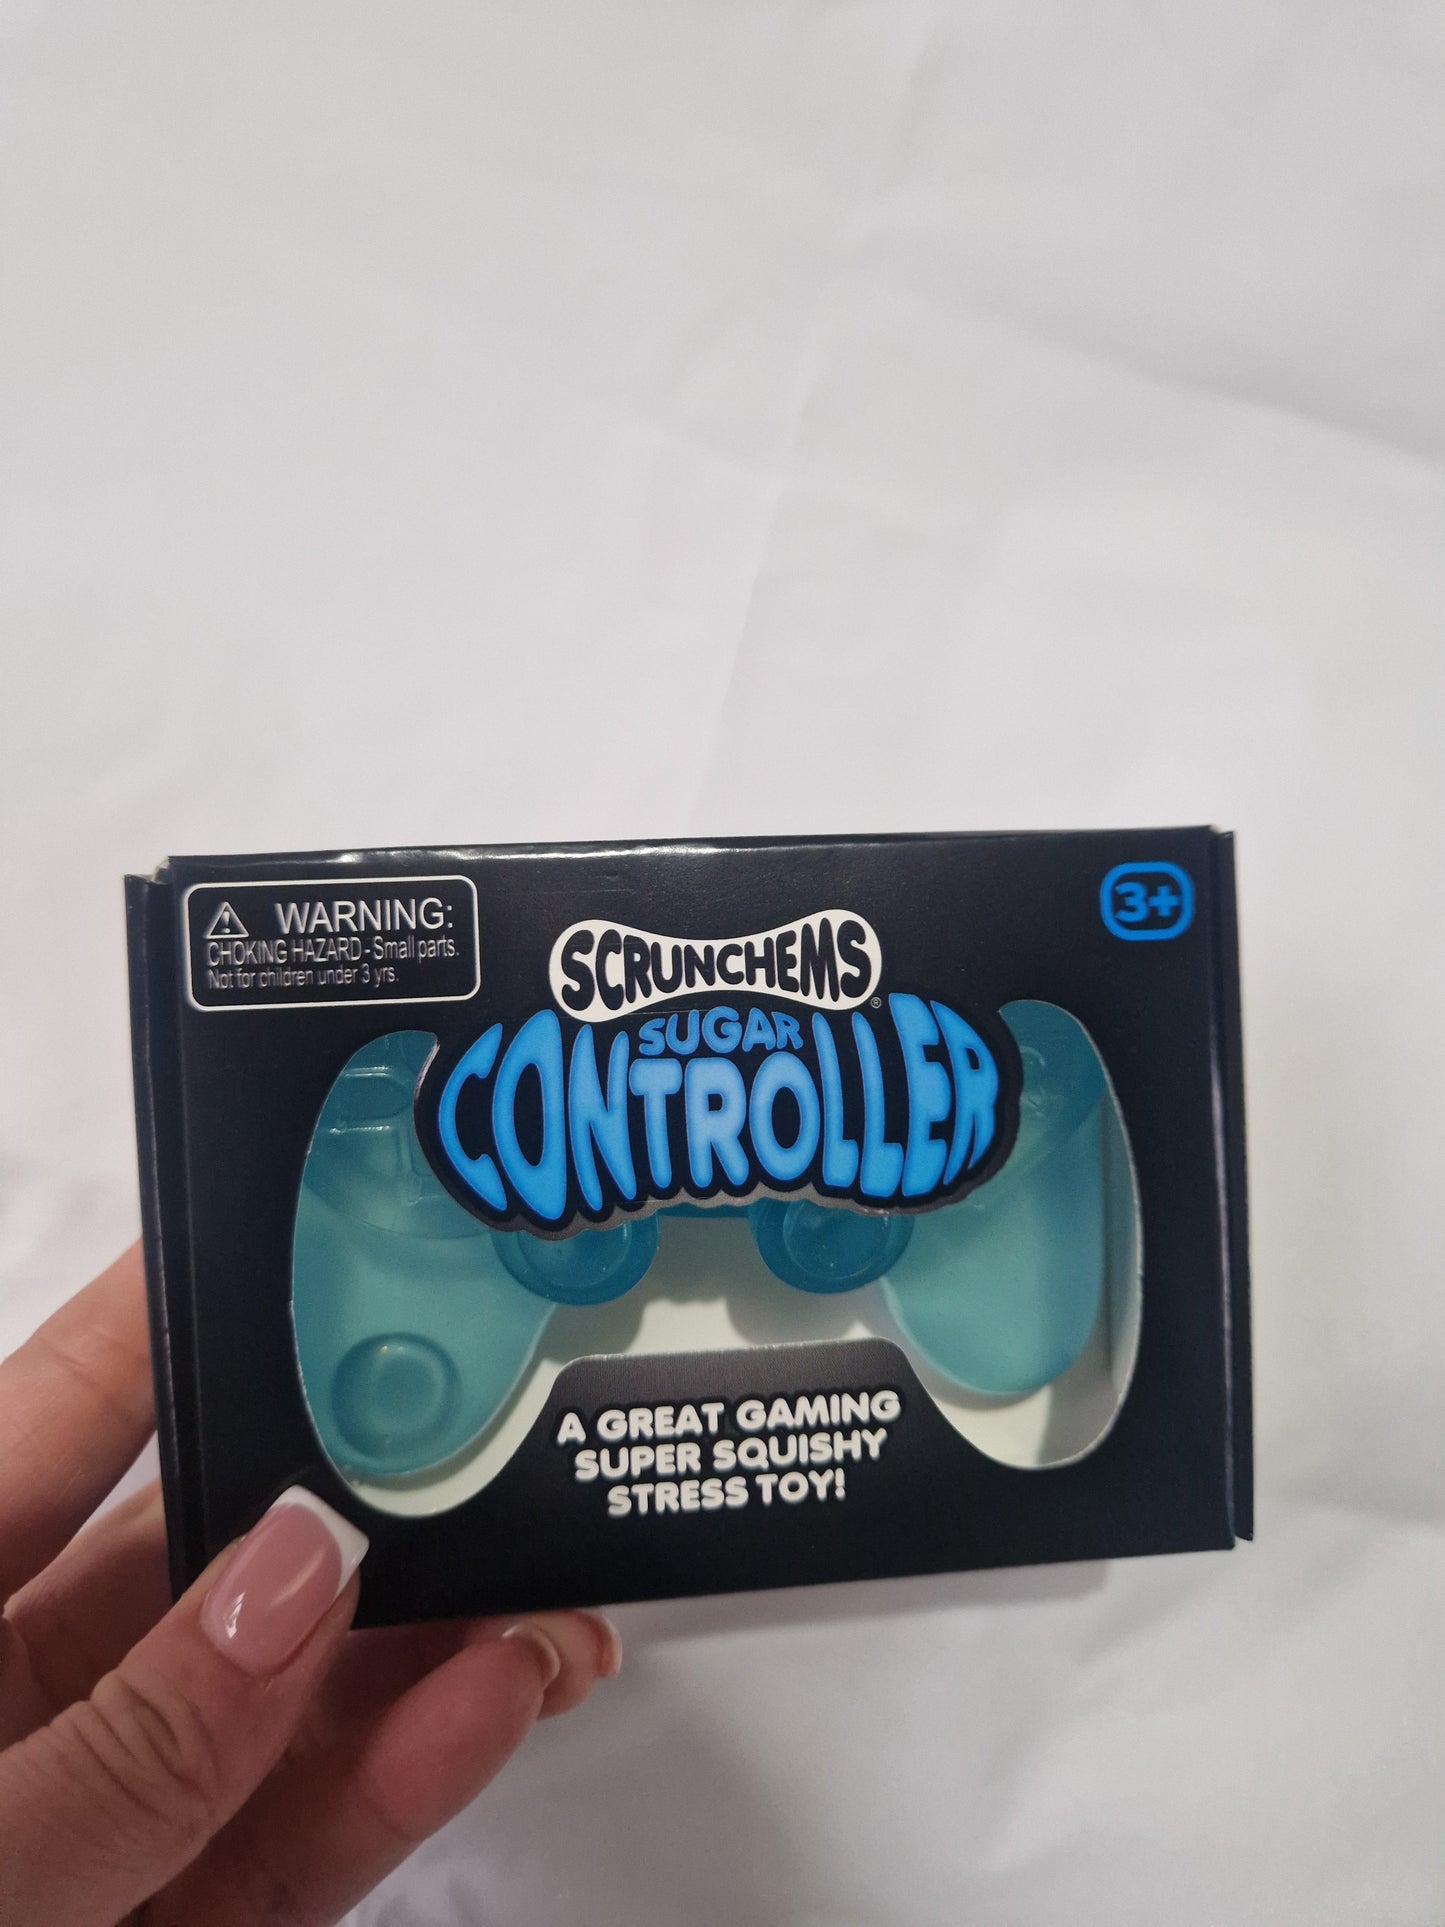 WARNING:
CHOKING HAZARD - Small parts.
Not for children under 3 yrs.
3+
SCRUNCHEMS®
SUGAR
CONTROLLER
A GREAT GAMING
SUPER SQUISHY
STRESS TOY!